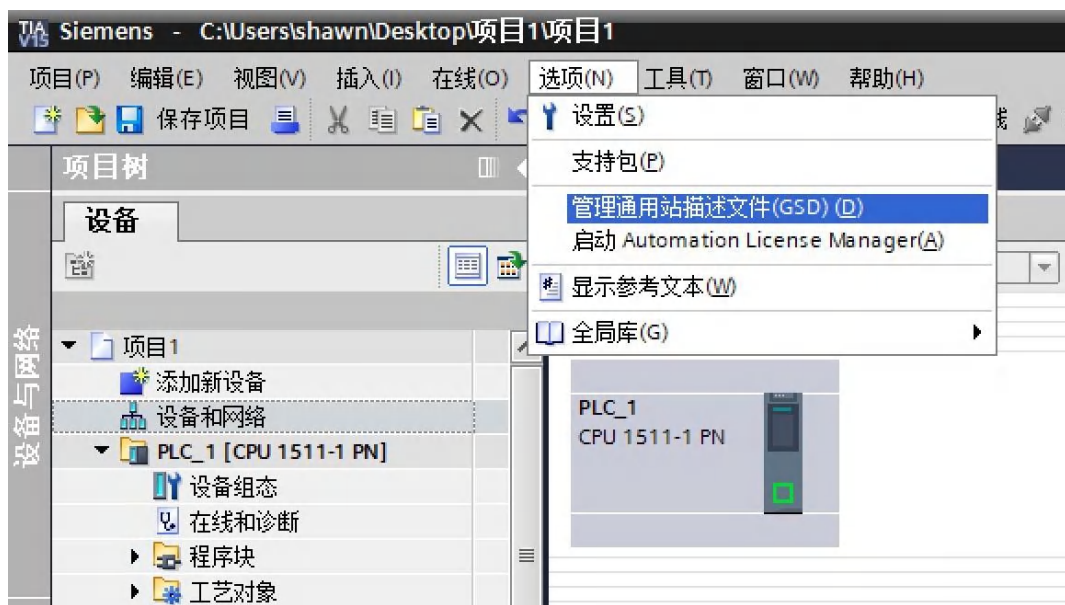 TIA V15 Siemens - C:\Users\shawn\Desktop\项目1\项目1
项目(P) 编辑(E) 视图(V) 插入(I) 在线(O) 选项(N) 工具(T) 窗口(W) 帮助(H)
保存项目
设置(S)
支持包(P)
管理通用站描述文件(GSD) (D)
启动 Automation License Manager(A)
显示参考文本(W)
全局库(G)
项目树
设备
设备与网络
项目1
添加新设备
设备和网络
PLC_1 [CPU 1511-1 PN]
设备组态
在线和诊断
程序块
工艺对象
PLC_1
CPU 1511-1 PN